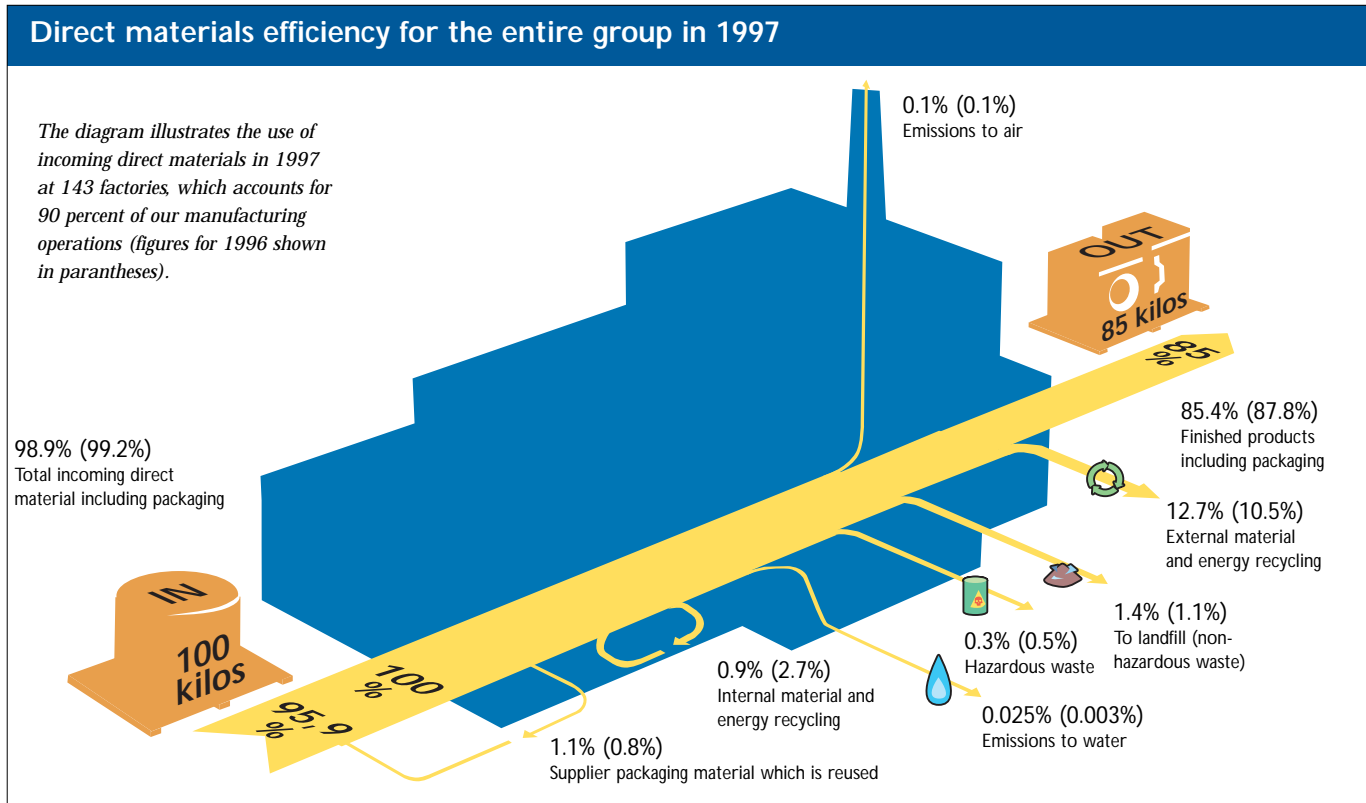 Direct materials efficiency for the entire group in 1997
The diagram illustrates the use of
incoming direct materials in 1997
at 143 factories, which accounts for
90 percent of our manufacturing
operations (figures for 1996 shown
in parantheses).
0.1% (0.1%)
Emissions to air
OUT
85 kilos
85
%
85.4% (87.8%)
Finished products
including packaging
98.9% (99.2%)
Total incoming direct
material including packaging
12.7% (10.5%)
External material
and energy recycling
IN
100
kilos
100
%
95,9
%
1.4% (1.1%)
To landfill (non-
hazardous waste)
0.3% (0.5%)
Hazardous waste
0.9% (2.7%)
Internal material and
energy recycling
0.025% (0.003%)
Emissions to water
1.1% (0.8%)
Supplier packaging material which is reused